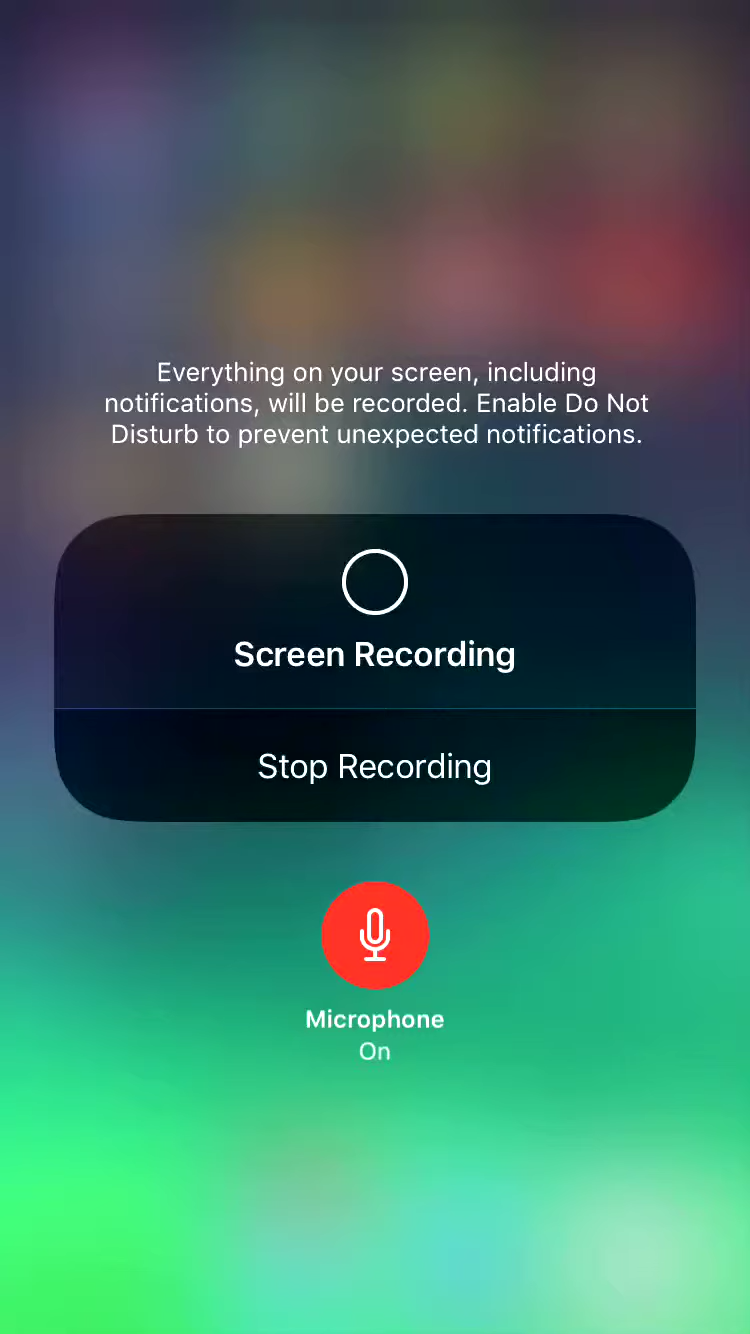 Everything on your screen, including
notifications, will be recorded. Enable Do Not
Disturb to prevent unexpected notifications.
Screen Recording
Stop Recording
Microphone
On